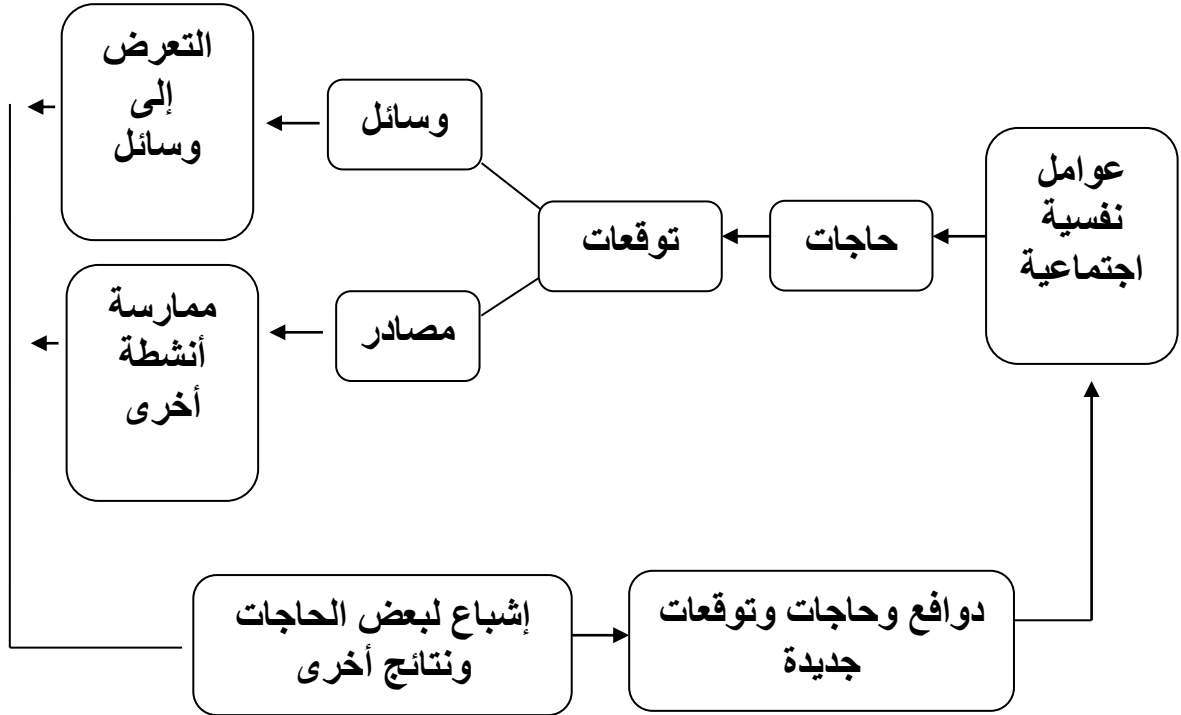 عوامل
نفسية
اجتماعية
حاجات
توقعات
وسائل
مصادر
التعرض
إلى
وسائل
ممارسة
أنشطة
أخرى
إشباع لبعض الحاجات
ونتائج أخرى
دوافع وحاجات وتوقعات
جديدة